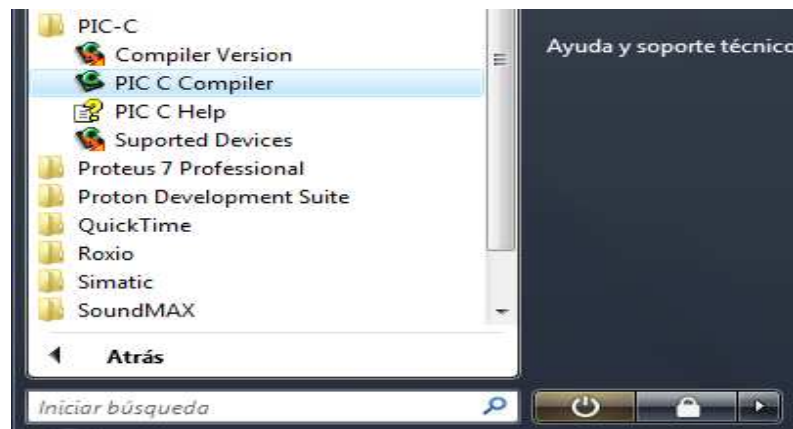 PIC-C
Compiler Version
PIC C Compiler
PIC C Help
Suported Devices
Proteus 7 Professional
Proton Development Suite
QuickTime
Roxio
Simatic
SoundMAX
Atrás
Iniciar búsqueda
Ayuda y soporte técnico